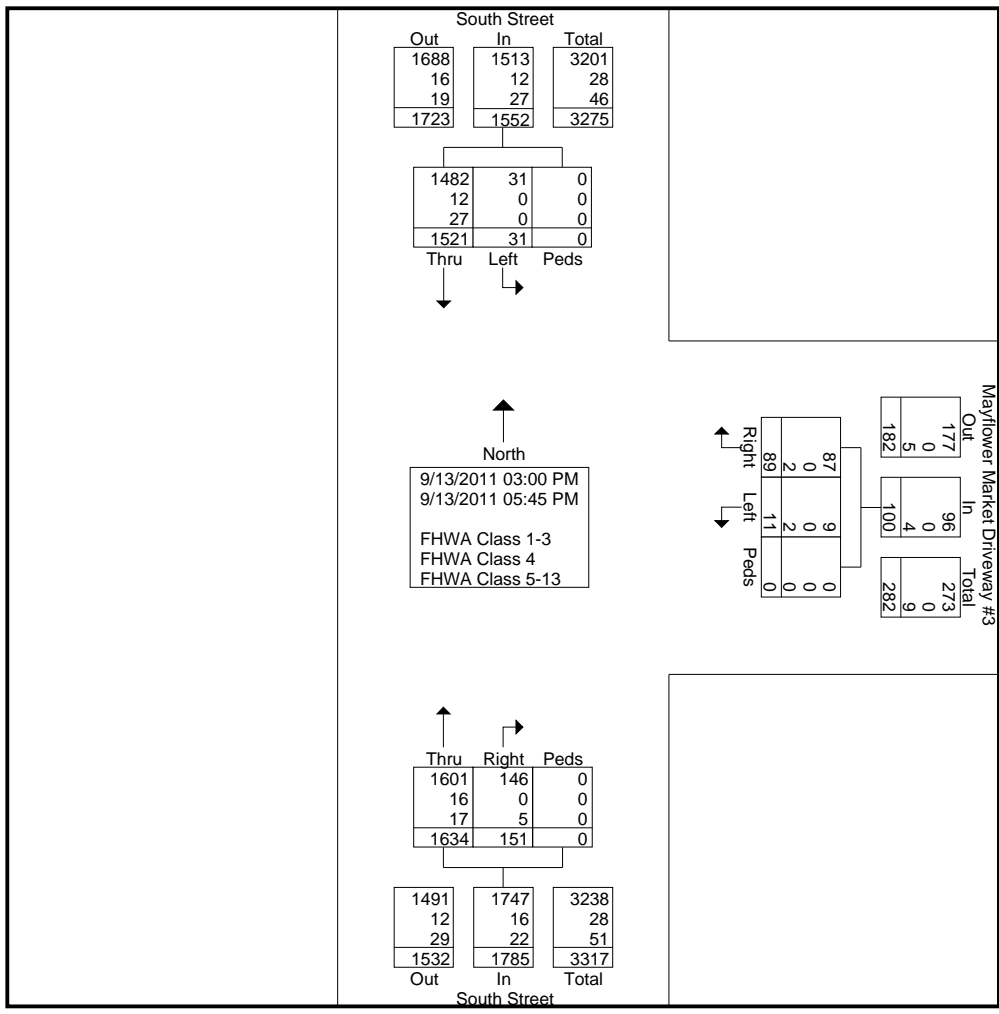 South Street
Out In Total
1688 1513 3201
16 12 28
19 27 46
1723 1552 3275
1482 31 0
12 0 0
27 0 0
1521 31 0
Thru Left Peds
Mayflower Market Driveway #3
Out In Total
177 96 273
0 0 0
5 4 9
182 100 282
87 9 0
0 0 0
2 2 0
89 11 0
Right Left Peds
North
9/13/2011 03:00 PM
9/13/2011 05:45 PM
FHWA Class 1-3
FHWA Class 4
FHWA Class 5-13
Thru Right Peds
1601 146 0
16 0 0
17 5 0
1634 151 0
1491 1747 3238
12 16 28
29 22 51
1532 1785 3317
Out In Total
South Street